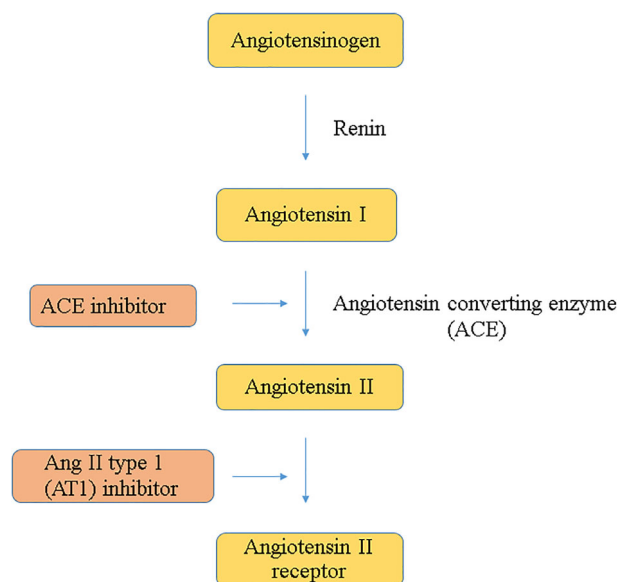 Angiotensinogen
Renin
Angiotensin I
ACE inhibitor
Angiotensin converting enzyme
(ACE)
Angiotensin II
Ang II type 1
(AT1) inhibitor
Angiotensin II
receptor